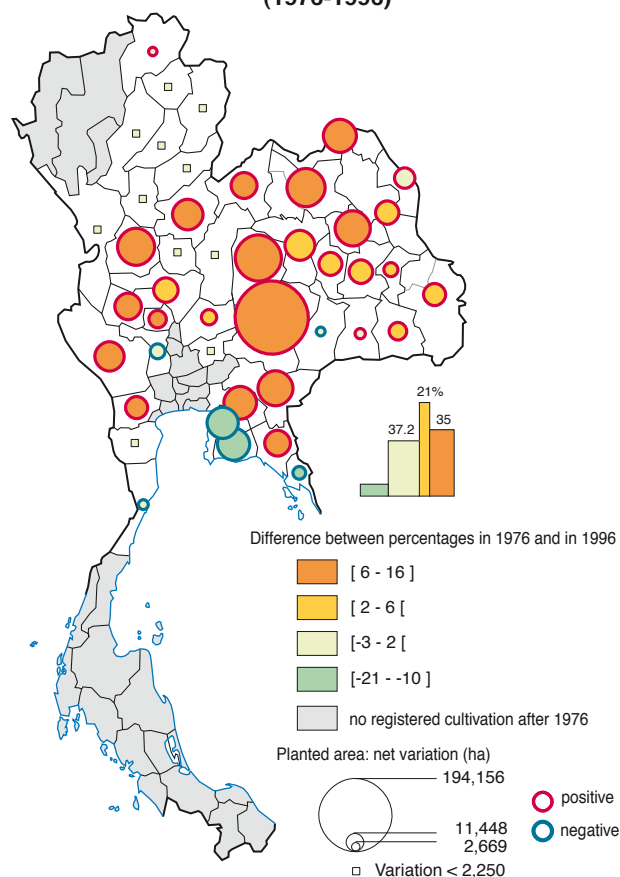 (1976-1996)
21%
37.2
35
Difference between percentages in 1976 and in 1996
[ 6 - 16 ]
[ 2 - 6 [
[-3 - 2 [
[-21 - -10 ]
no registered cultivation after 1976
Planted area: net variation (ha)
194,156
positive
11,448
negative
2,669
Variation < 2,250